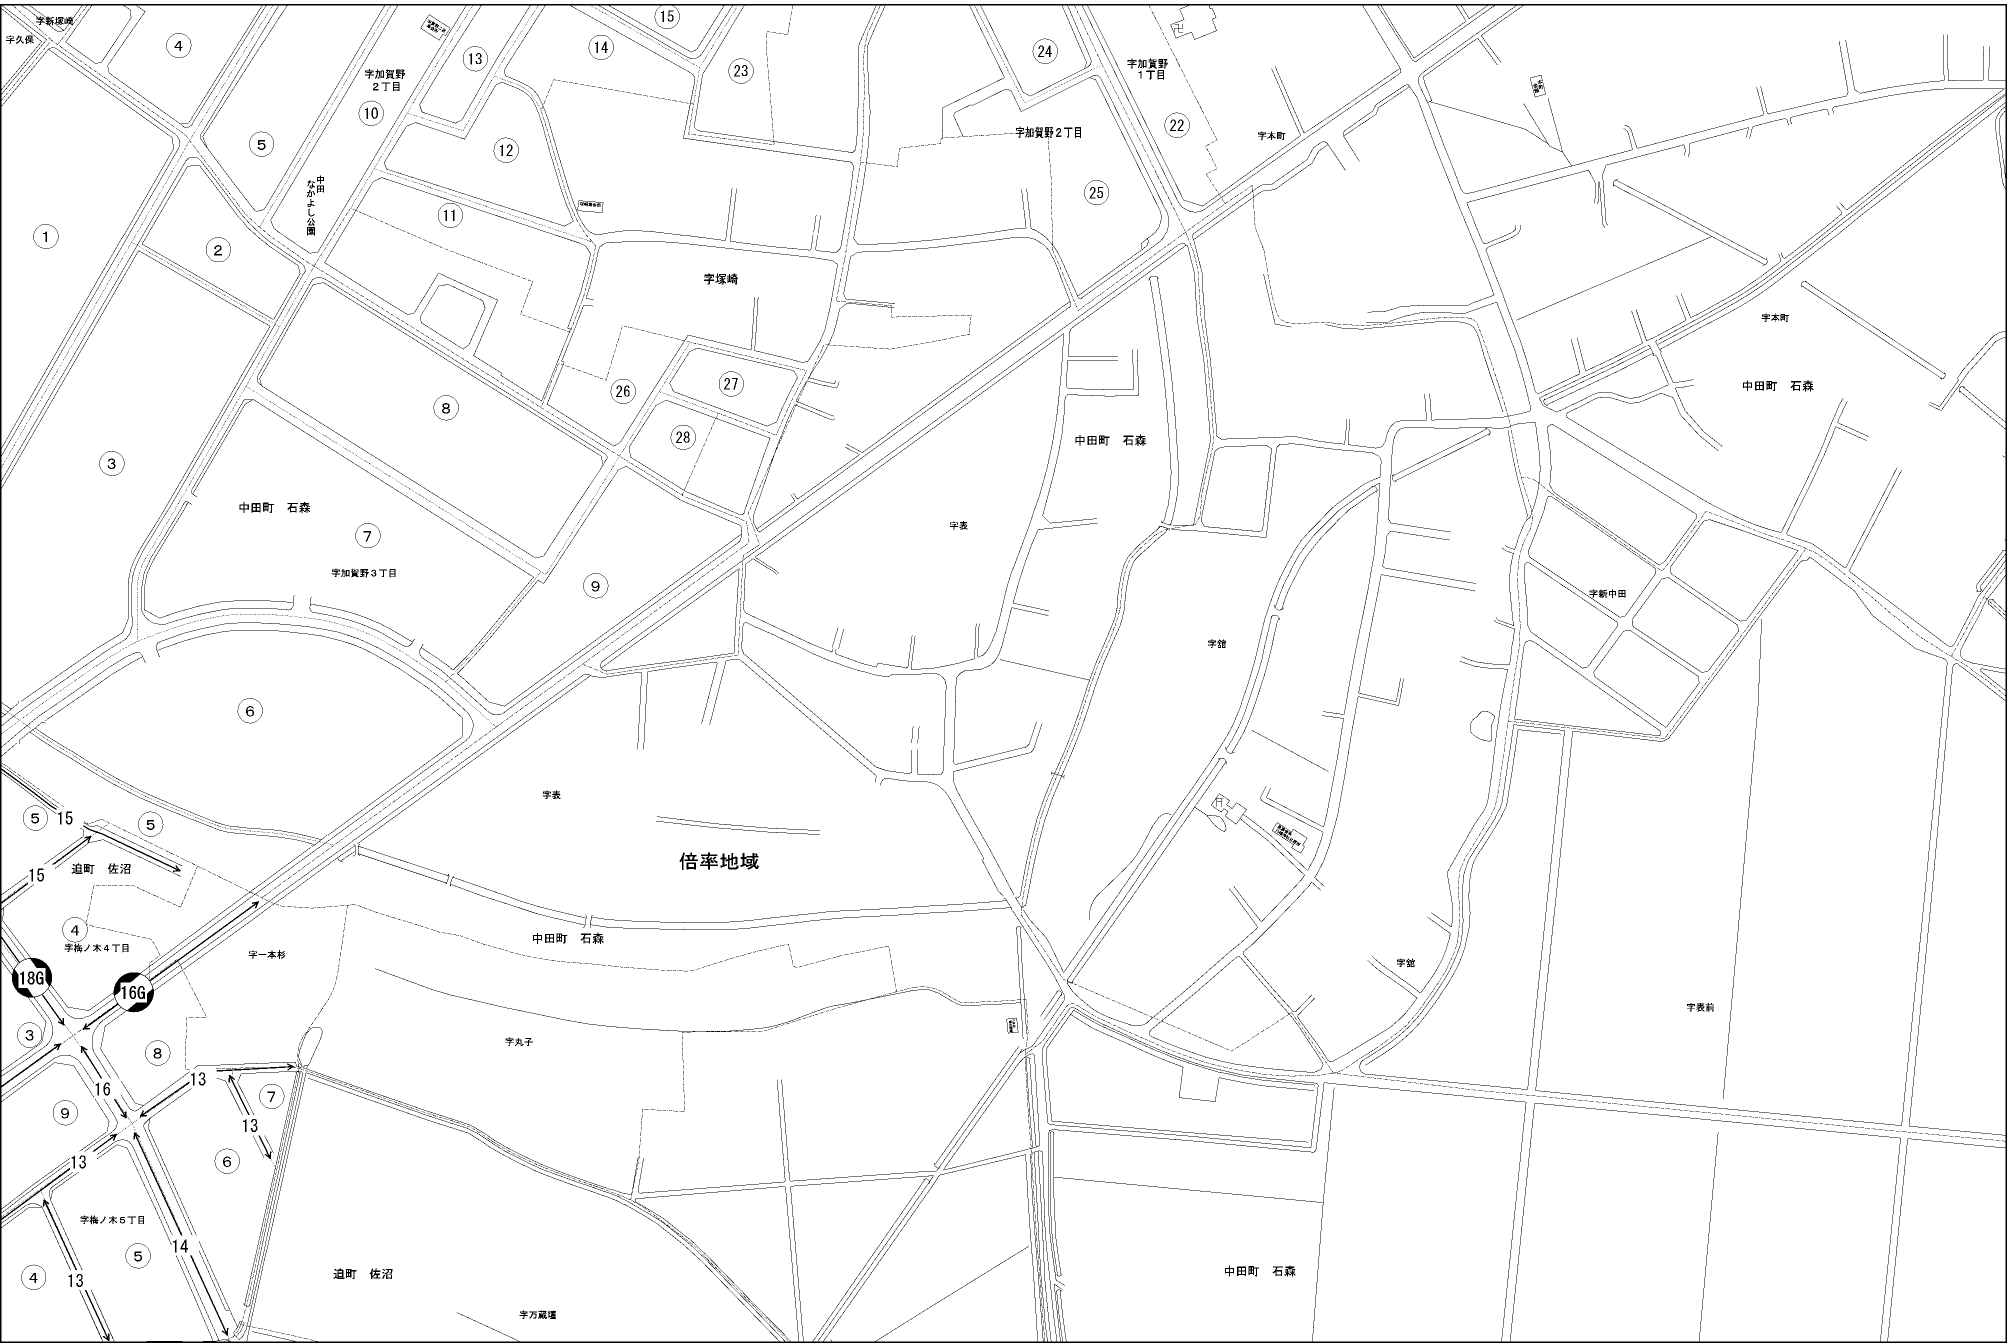 字新塚崎
字久保
4
字加賀野
2丁目
10
13
14
15
23
24
字加賀野
1丁目
22
字本町
5
12
字加賀野2丁目
25
中田
なかよし公園
11
1
2
字塚崎
字本町
中田町 石森
26
27
28
8
3
中田町 石森
中田町 石森
7
字加賀野3丁目
9
字表
字新中田
字舘
6
字表
5
15
5
倍率地域
15
迫町 佐沼
4
字梅ノ木4丁目
字一本杉
中田町 石森
字舘
18G
16G
字表前
3
8
字丸子
16
13
7
9
13
13
6
字梅ノ木5丁目
14
5
4
13
迫町 佐沼
中田町 石森
字万蔵壇